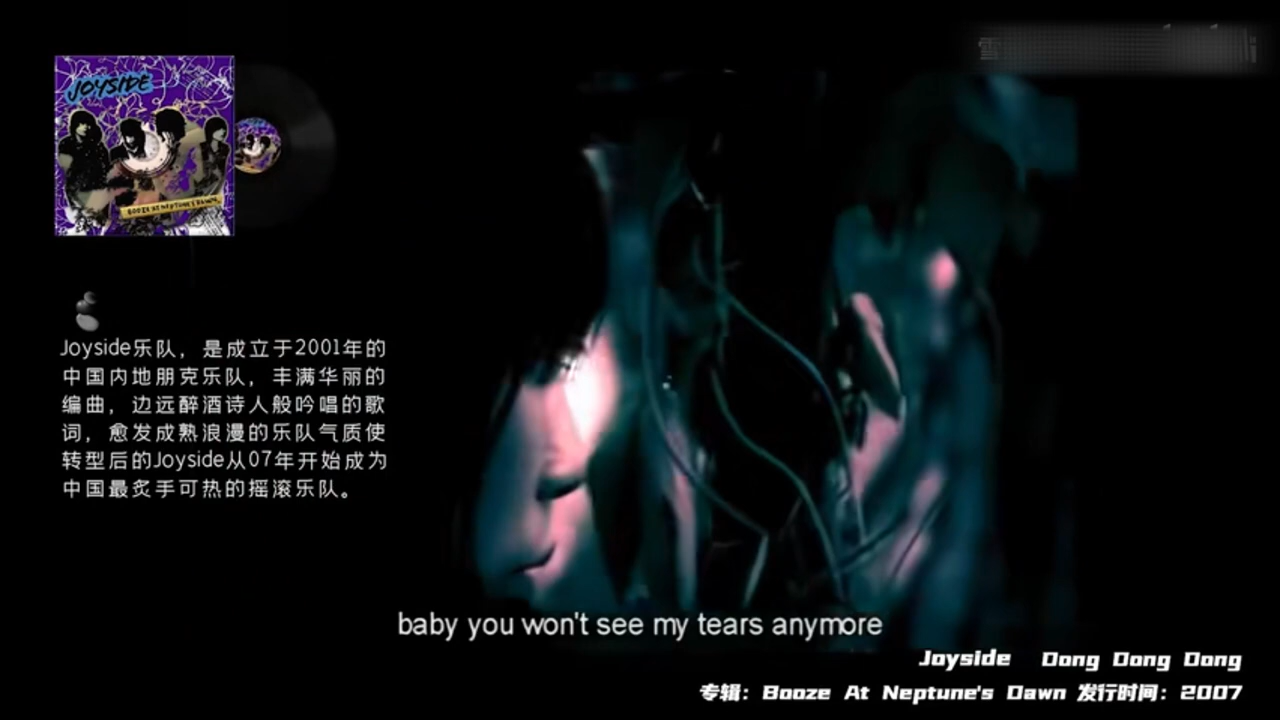 JOYSIDE
BOOZE AT NEPTUNE'S DAWN
Joyside乐队，是成立于2001年的
中国内地朋克乐队，丰满华丽的
编曲，边远醉酒诗人般吟唱的歌
词，愈发成熟浪漫的乐队气质使
转型后的Joyside从07年开始成为
中国最炙手可热的摇滚乐队。
baby you won't see my tears anymore
Joyside Dong Dong Dong
专辑：Booze At Neptune's Dawn 发行时间：2007